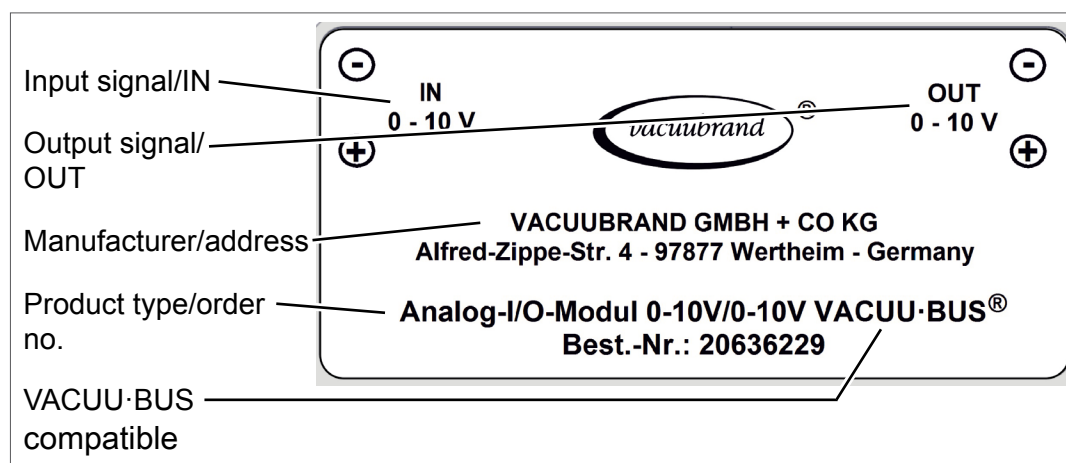 Input signal/IN
Output signal/
OUT
Manufacturer/address
Product type/order
no.
VACUU·BUS
compatible
⊖
IN
0 - 10 V
⊕
vacuubrand ®
⊖
OUT
0 - 10 V
⊕
VACUUBRAND GMBH + CO KG
Alfred-Zippe-Str. 4 - 97877 Wertheim - Germany
Analog-I/O-Modul 0-10V/0-10V VACUU·BUS®
Best.-Nr.: 20636229